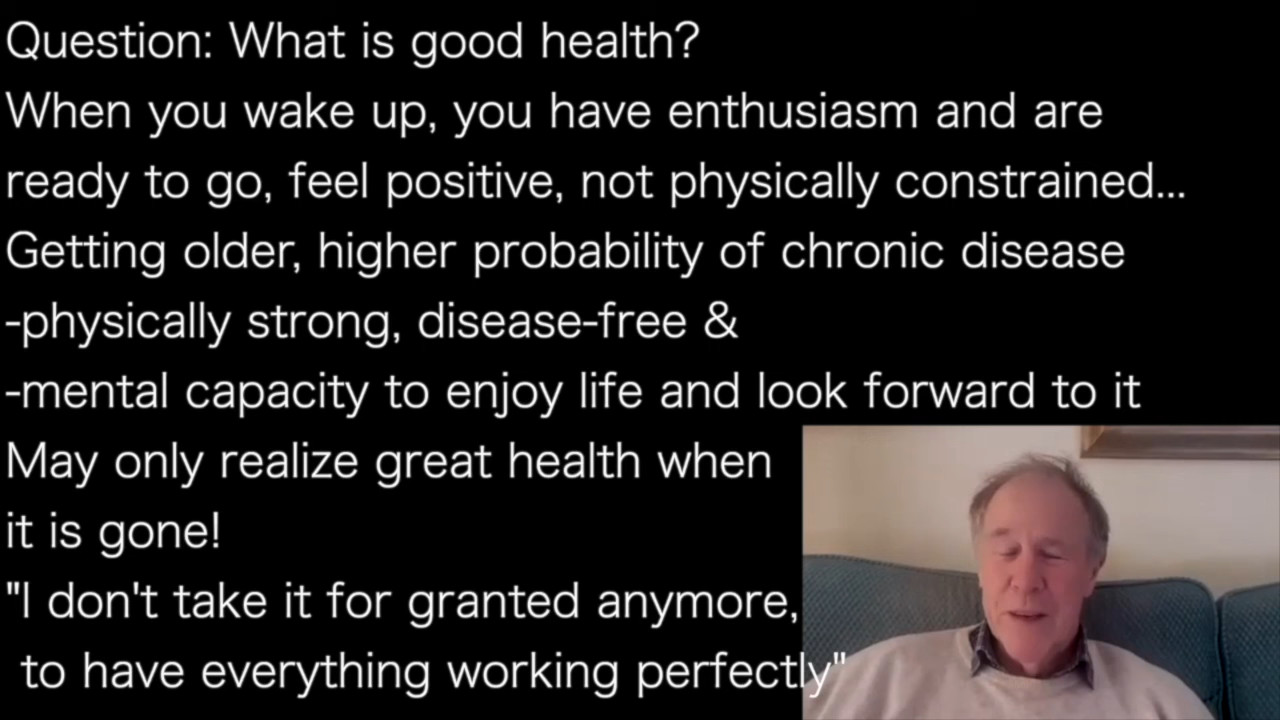 Question: What is good health?
When you wake up, you have enthusiasm and are
ready to go, feel positive, not physically constrained...
Getting older, higher probability of chronic disease
-physically strong, disease-free &
-mental capacity to enjoy life and look forward to it
May only realize great health when
it is gone!
"I don't take it for granted anymore,
to have everything working perfectly"